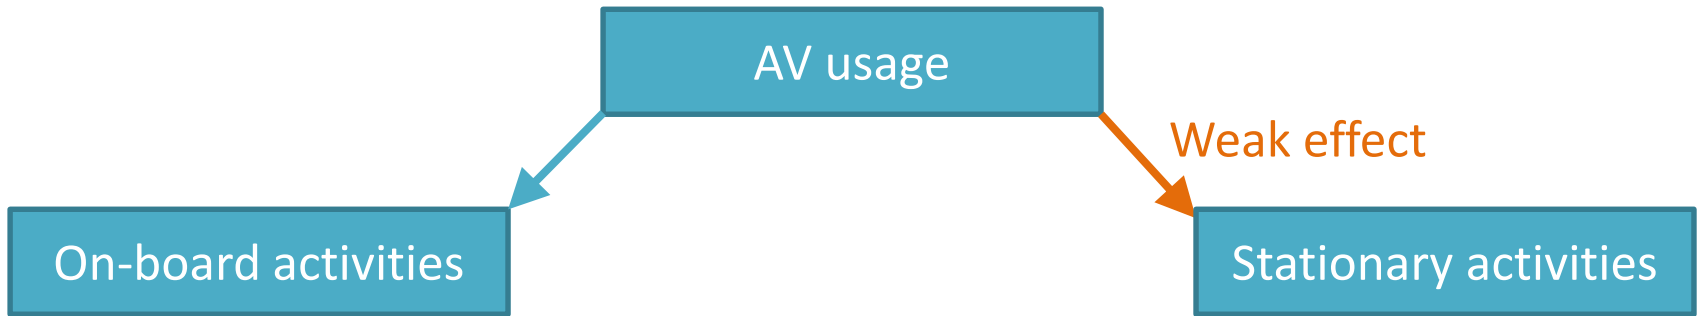 AV usage
Weak effect
On-board activities
Stationary activities